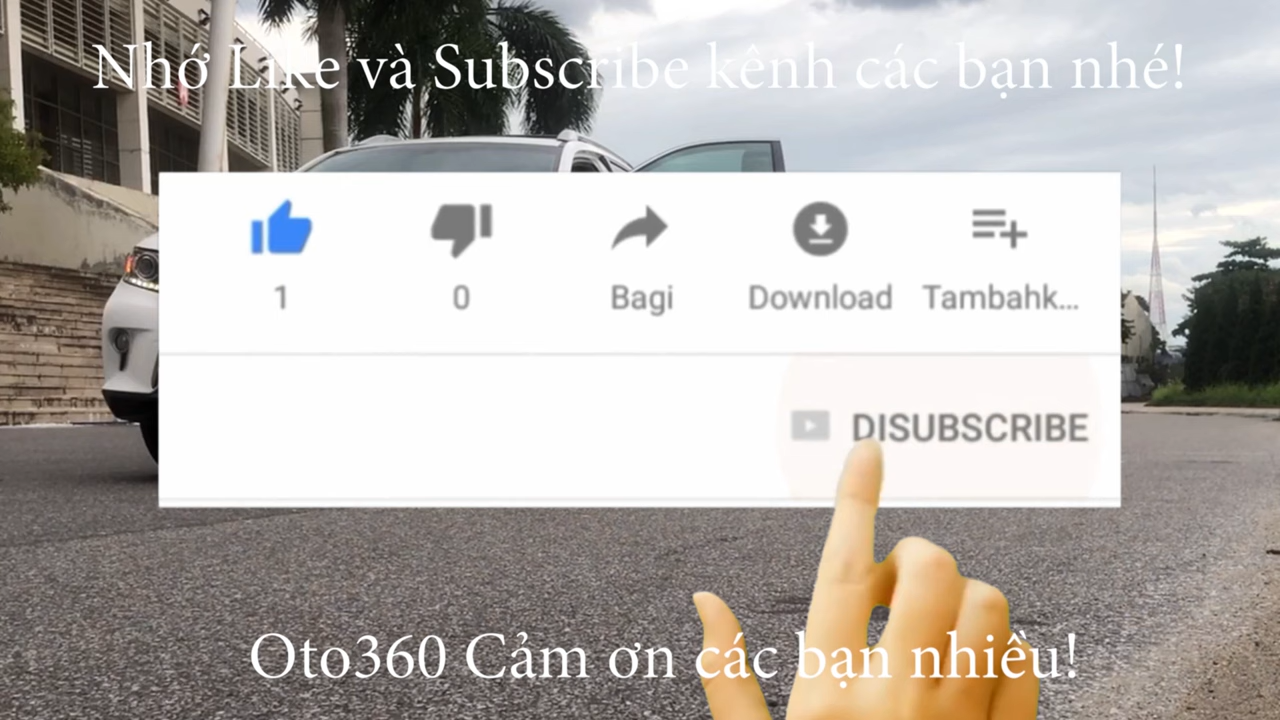 Nhớ Like và Subscribe kênh các bạn nhé!
1 0 Bagi Download Tambahk...
DISUBSCRIBE
Oto360 Cảm ơn các bạn nhiều!